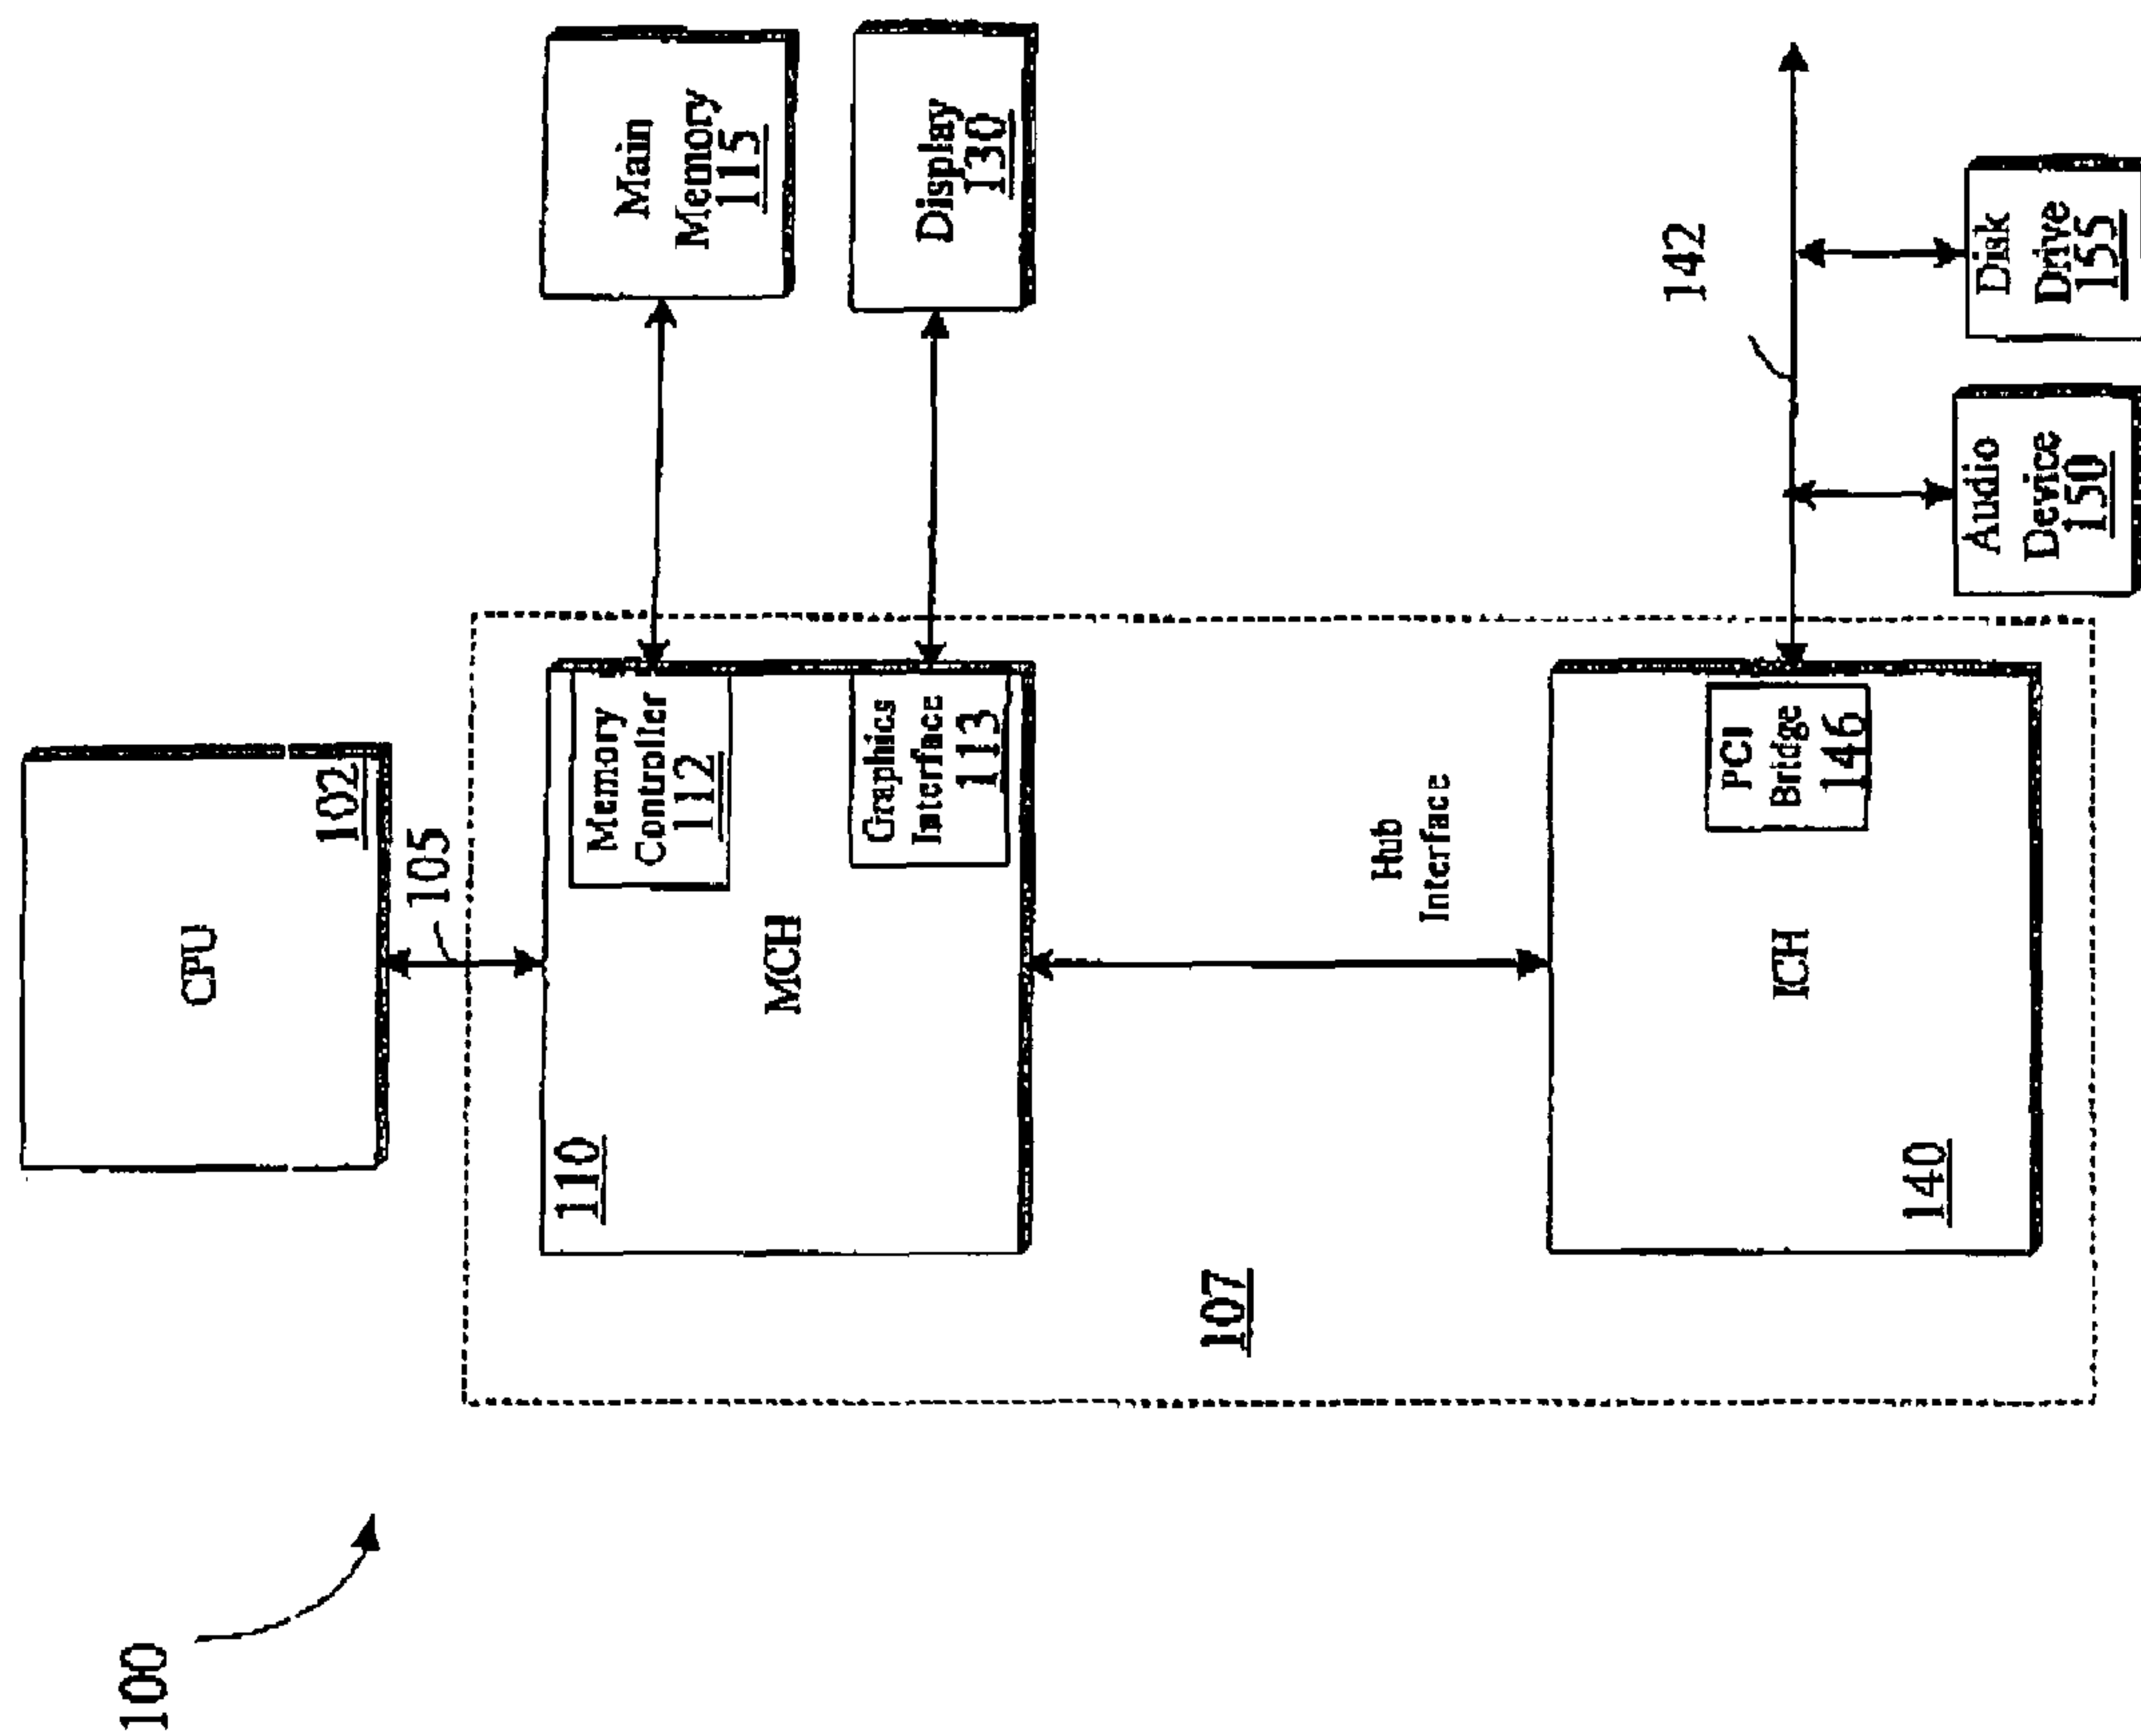 100
CPU
102
105
110
MCH
Memory
Controller
112
Graphics
Interface
113
Main
Memory
115
Display
130
107
Hub
Interface
140
ICH
PCI
Bridge
146
142
Audio
Device
150
Disk
Drive
155